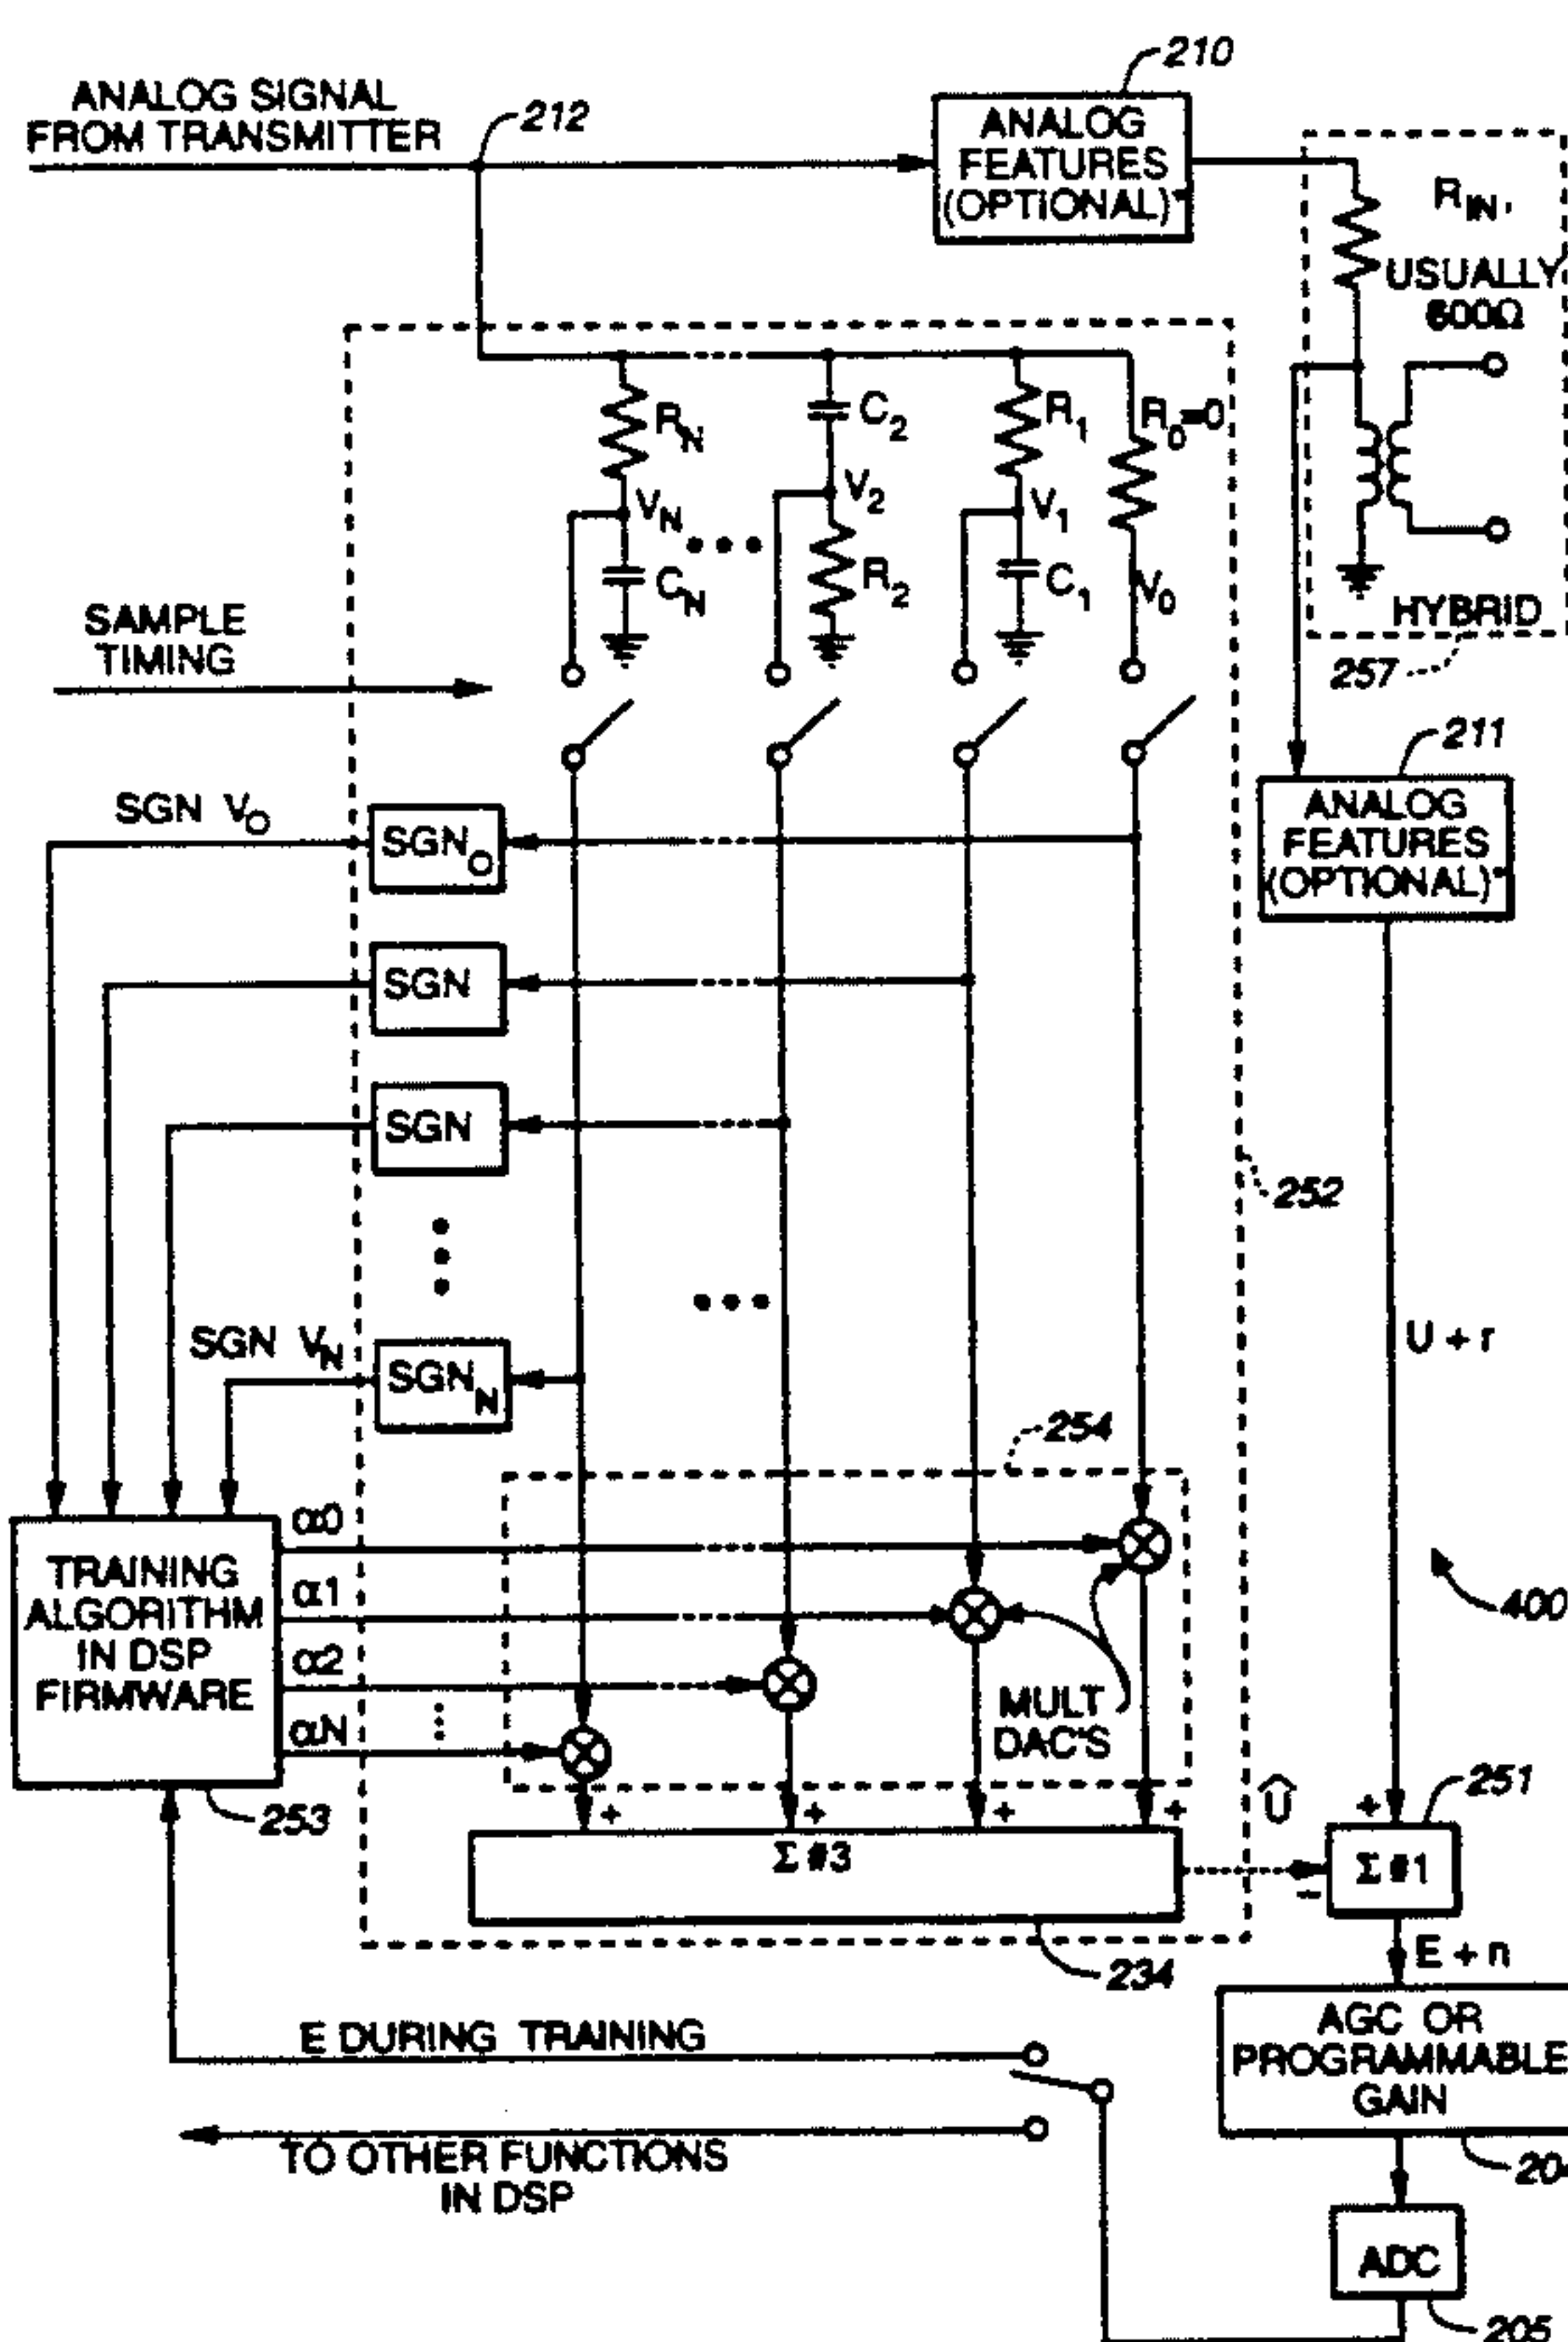 ANALOG SIGNAL
FROM TRANSMITTER
212
210
ANALOG
FEATURES
(OPTIONAL)*
R_IN,
USUALLY
600Ω
HYBRID
257
R_N
V_N
C_N
C_2
V_2
R_2
R_1
V_1
C_1
R_0=0
V_0
SAMPLE
TIMING
211
ANALOG
FEATURES
(OPTIONAL)*
SGN V_O
SGN_O
SGN
SGN
252
SGN V_N
SGN_N
U + r
254
α0
α1
α2
αN
TRAINING
ALGORITHM
IN DSP
FIRMWARE
253
MULT
DAC'S
400
+ + + +
Σ #3
234
Û
251
+
Σ #1
-
E + n
AGC OR
PROGRAMMABLE
GAIN
204
E DURING TRAINING
TO OTHER FUNCTIONS
IN DSP
ADC
205